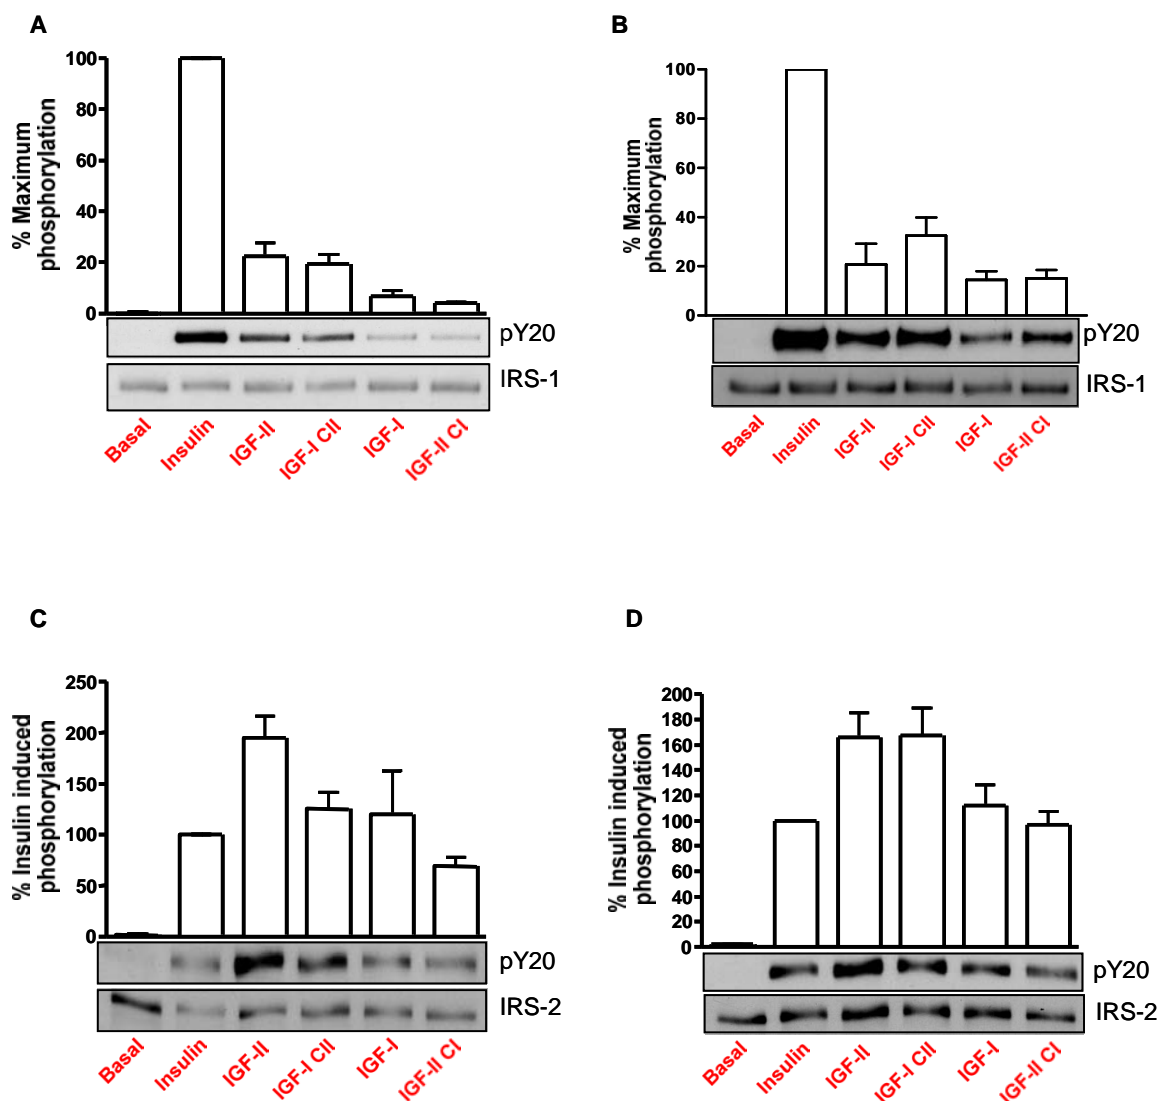 A
% Maximum
phosphorylation
100
80
60
40
20
0
pY20
IRS-1
Basal
Insulin
IGF-II
IGF-I CII
IGF-I
IGF-II CI
B
% Maximum
phosphorylation
100
80
60
40
20
0
pY20
IRS-1
Basal
Insulin
IGF-II
IGF-I CII
IGF-I
IGF-II CI
C
% Insulin induced
phosphorylation
250
200
150
100
50
0
pY20
IRS-2
Basal
Insulin
IGF-II
IGF-I CII
IGF-I
IGF-II CI
D
% Insulin induced
phosphorylation
200
180
160
140
120
100
80
60
40
20
0
pY20
IRS-2
Basal
Insulin
IGF-II
IGF-I CII
IGF-I
IGF-II CI